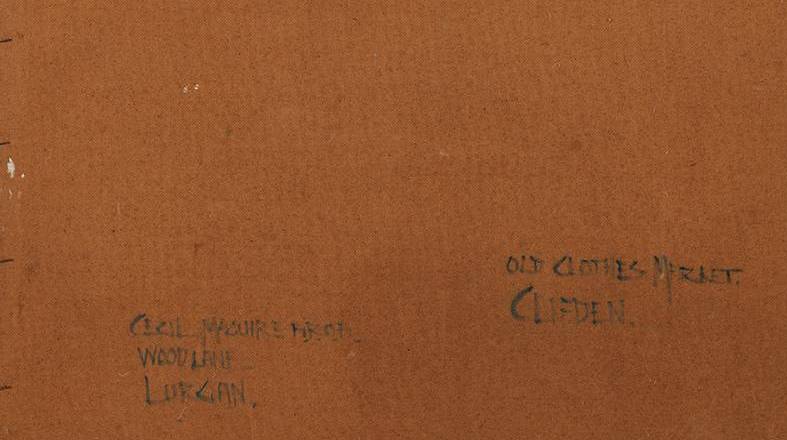 OLD CLOTHES MARKET.
CLIFDEN.
CECIL MAGUIRE
WOODLANE
LURGAN.